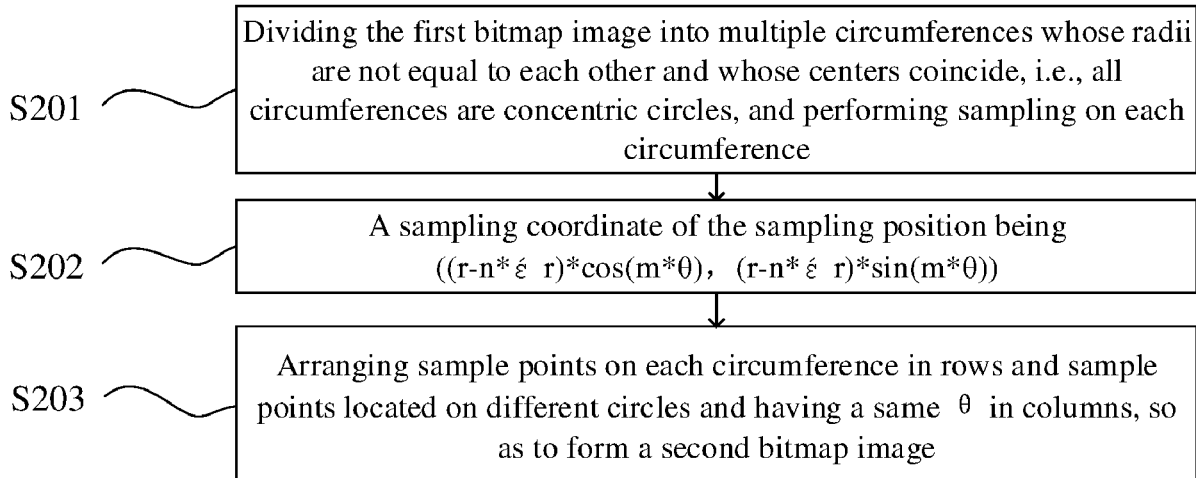 S201
Dividing the first bitmap image into multiple circumferences whose radii
are not equal to each other and whose centers coincide, i.e., all
circumferences are concentric circles, and performing sampling on each
circumference
S202
A sampling coordinate of the sampling position being
((r-n*έ r)*cos(m*θ), (r-n*έ r)*sin(m*θ))
S203
Arranging sample points on each circumference in rows and sample
points located on different circles and having a same θ in columns, so
as to form a second bitmap image